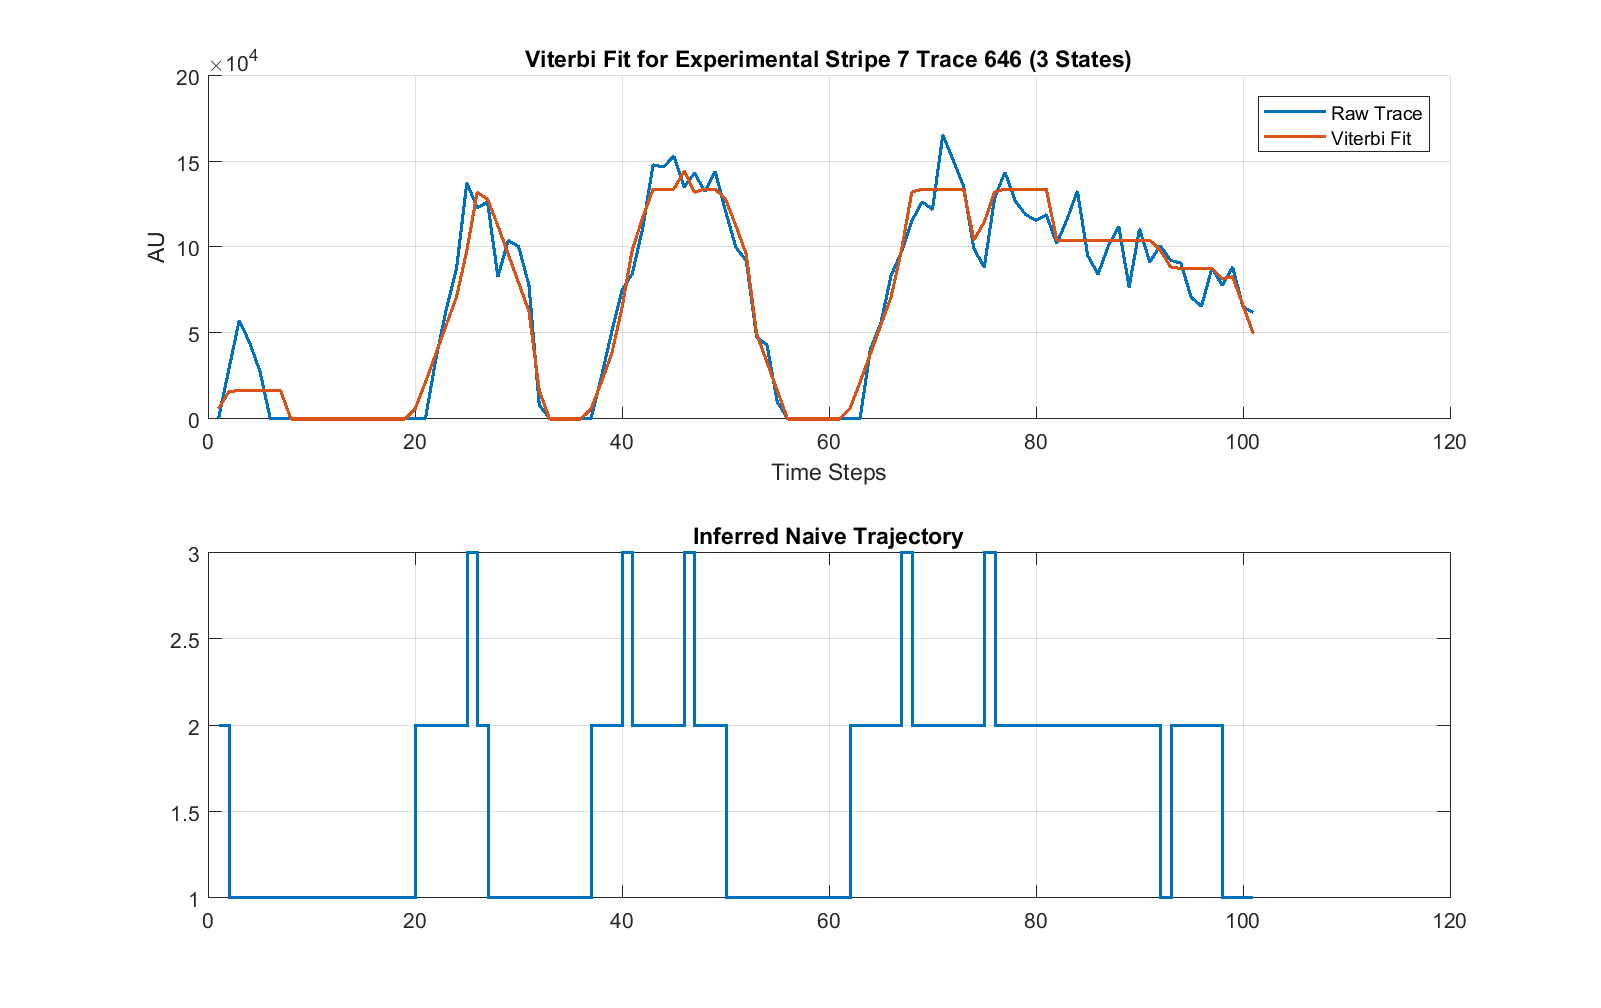 Viterbi Fit for Experimental Stripe 7 Trace 646 (3 States)
×10⁴
20
15
10
5
0
AU
Raw Trace
Viterbi Fit
0 20 40 60 80 100 120
Time Steps
Inferred Naive Trajectory
3
2.5
2
1.5
1
0 20 40 60 80 100 120